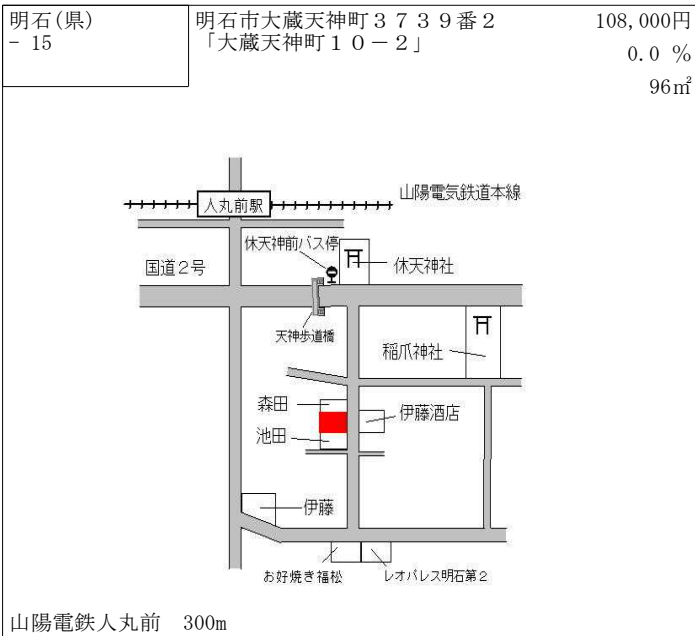 明石(県)
- 15
明石市大蔵天神町３７３９番２
「大蔵天神町１０－２」
108,000円
0.0 %
96㎡
人丸前駅
山陽電気鉄道本線
休天神前バス停
国道２号
休天神社
天神歩道橋
稲爪神社
森田
伊藤酒店
池田
伊藤
お好焼き福松
レオパレス明石第２
山陽電鉄人丸前　300m